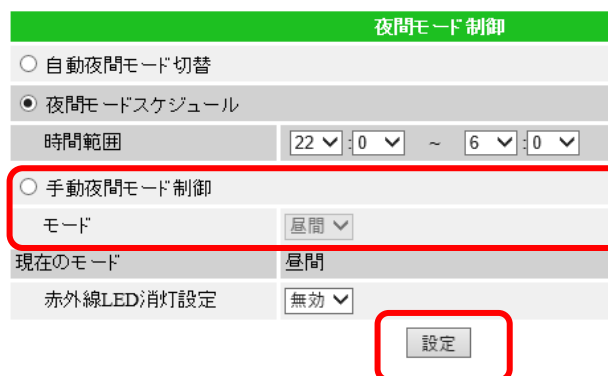 夜間モード制御
自動夜間モード切替
夜間モードスケジュール
時間範囲 22 : 0 ~ 6 : 0
手動夜間モード制御
モード 昼間
現在のモード 昼間
赤外線LED消灯設定 無効
設定